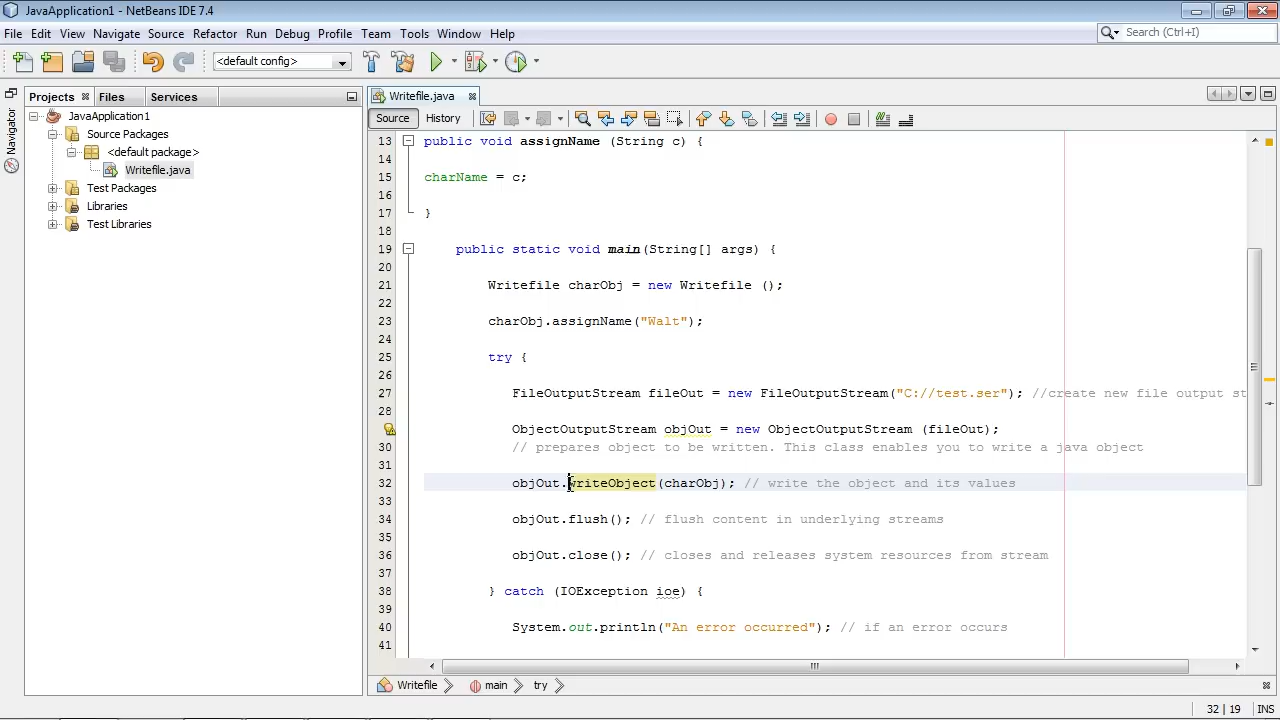 JavaApplication1 - NetBeans IDE 7.4
File Edit View Navigate Source Refactor Run Debug Profile Team Tools Window Help
Search (Ctrl+I)
<default config>
Projects Files Services
Navigator
JavaApplication1
Source Packages
<default package>
Writefile.java
Test Packages
Libraries
Test Libraries
Writefile.java
Source History
13 public void assignName (String c) {
14
15 charName = c;
16
17 }
18
19 public static void main(String[] args) {
20
21 Writefile charObj = new Writefile ();
22
23 charObj.assignName("Walt");
24
25 try {
26
27 FileOutputStream fileOut = new FileOutputStream("C://test.ser"); //create new file output st
28
ObjectOutputStream objOut = new ObjectOutputStream (fileOut);
30 // prepares object to be written. This class enables you to write a java object
31
32 objOut.writeObject(charObj); // write the object and its values
33
34 objOut.flush(); // flush content in underlying streams
35
36 objOut.close(); // closes and releases system resources from stream
37
38 } catch (IOException ioe) {
39
40 System.out.println("An error occurred"); // if an error occurs
41
Writefile main try
32 | 19 INS